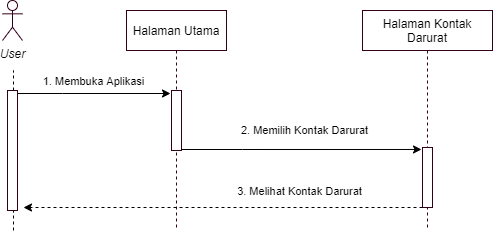 User
Halaman Utama
Halaman Kontak
Darurat
1. Membuka Aplikasi
2. Memilih Kontak Darurat
3. Melihat Kontak Darurat